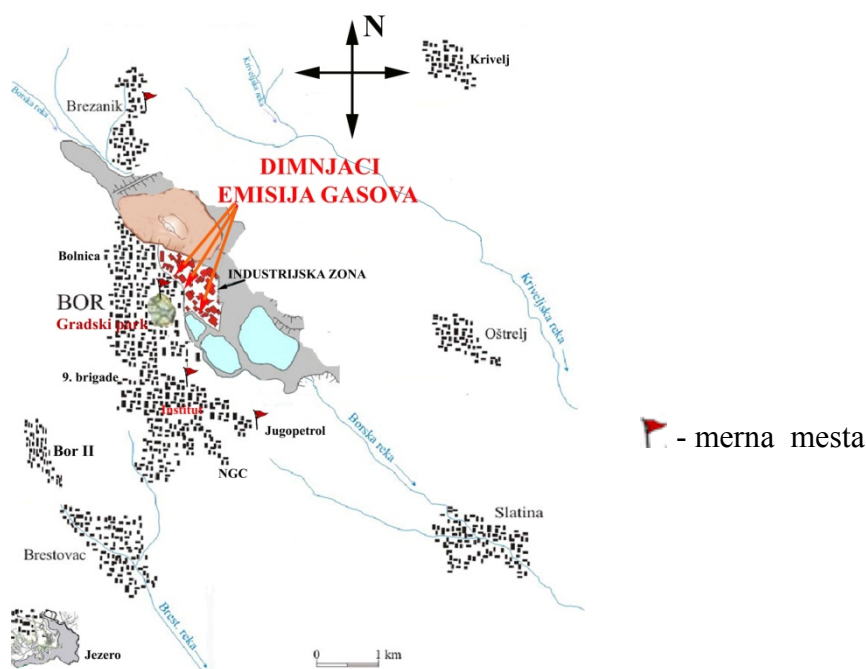 N
Krivelj
Kriveljska reka
Borska reka
Brezanik
DIMNJACI
EMISIJA GASOVA
Bolnica
INDUSTRIJSKA ZONA
BOR
Gradski park
Kriveljska reka
Oštrelj
9. brigade
Institut
Jugopetrol
- merna mesta
Borska reka
Bor II
NGC
Slatina
Brestovac
Brest. reka
Jezero
0 1 km